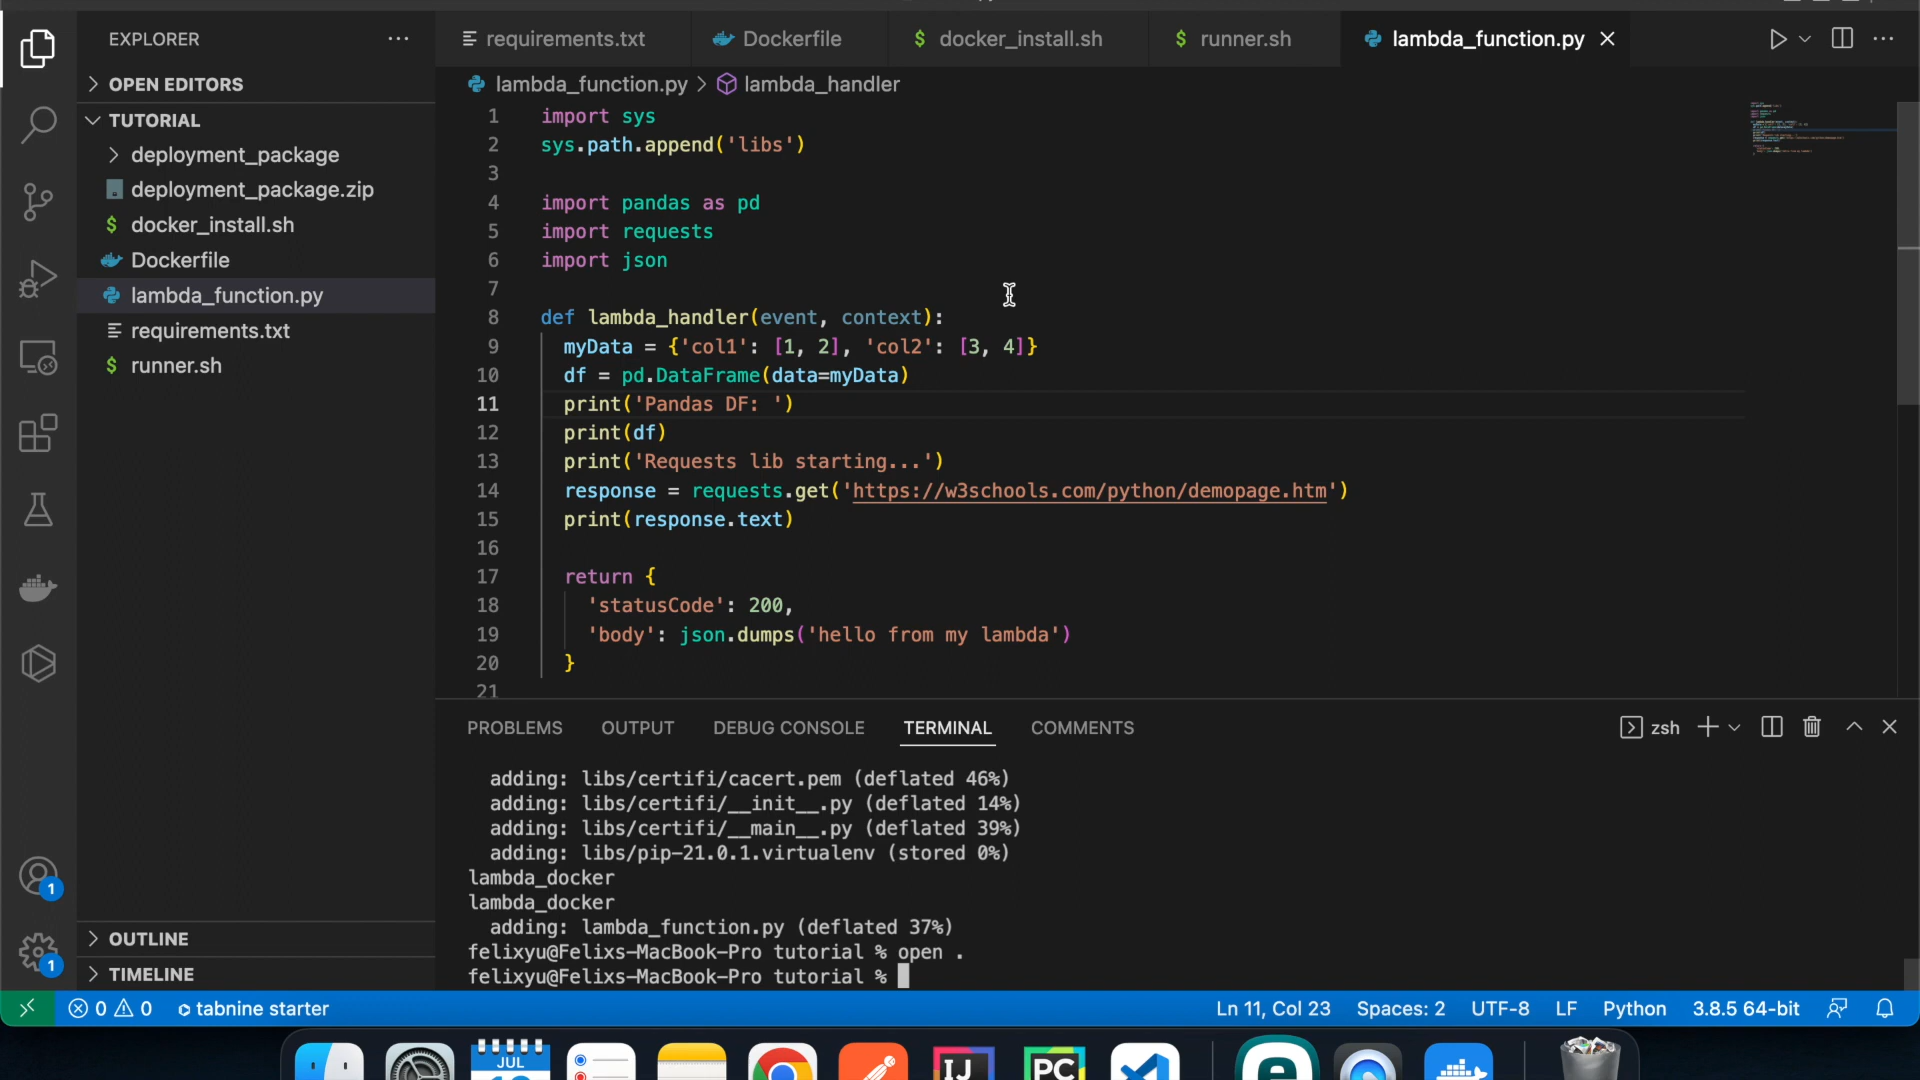 EXPLORER
requirements.txt
Dockerfile
$ docker_install.sh
$ runner.sh
lambda_function.py
OPEN EDITORS
lambda_function.py > lambda_handler
TUTORIAL
deployment_package
deployment_package.zip
$ docker_install.sh
Dockerfile
lambda_function.py
requirements.txt
$ runner.sh
1 import sys
2 sys.path.append('libs')
3
4 import pandas as pd
5 import requests
6 import json
7
8 def lambda_handler(event, context):
9 myData = {'col1': [1, 2], 'col2': [3, 4]}
10 df = pd.DataFrame(data=myData)
11 print('Pandas DF: ')
12 print(df)
13 print('Requests lib starting...')
14 response = requests.get('https://w3schools.com/python/demopage.htm')
15 print(response.text)
16
17 return {
18 'statusCode': 200,
19 'body': json.dumps('hello from my lambda')
20 }
21
PROBLEMS OUTPUT DEBUG CONSOLE TERMINAL COMMENTS
zsh
adding: libs/certifi/cacert.pem (deflated 46%)
adding: libs/certifi/__init__.py (deflated 14%)
adding: libs/certifi/__main__.py (deflated 39%)
adding: libs/pip-21.0.1.virtualenv (stored 0%)
lambda_docker
lambda_docker
adding: lambda_function.py (deflated 37%)
felixyu@Felixs-MacBook-Pro tutorial % open .
felixyu@Felixs-MacBook-Pro tutorial %
1
1
OUTLINE
TIMELINE
0 0 tabnine starter
Ln 11, Col 23 Spaces: 2 UTF-8 LF Python 3.8.5 64-bit
JUL
IJ
PC